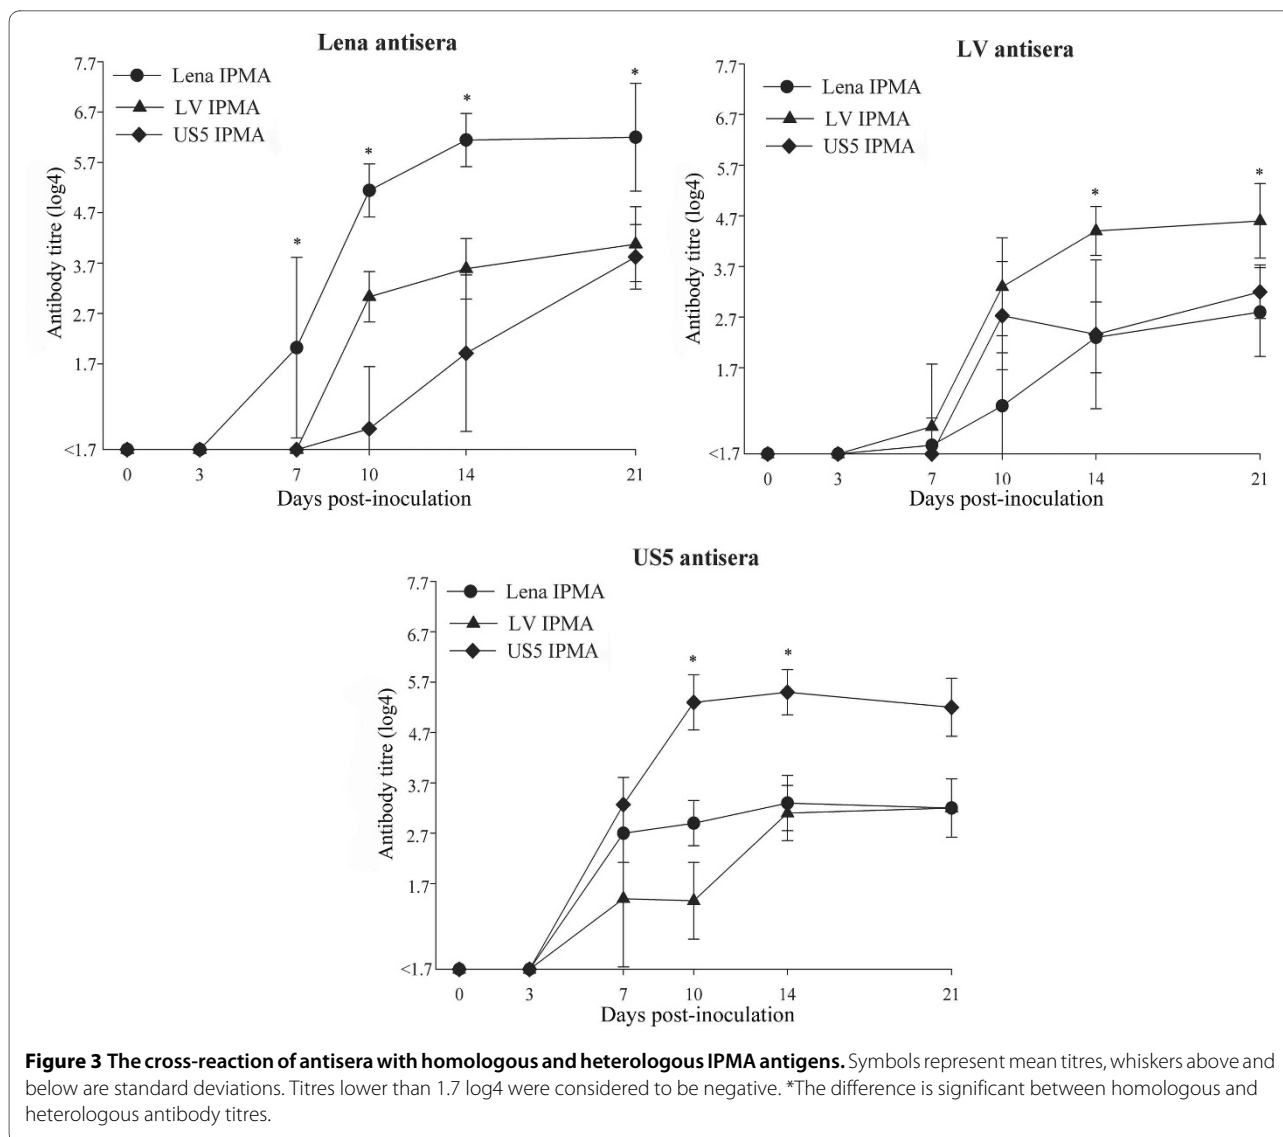 Lena antisera
Lena IPMA
LV IPMA
US5 IPMA
Antibody titre (log4)
7.7
6.7
5.7
4.7
3.7
2.7
1.7
<1.7
* * * *
0 3 7 10 14 21
Days post-inoculation
LV antisera
Lena IPMA
LV IPMA
US5 IPMA
Antibody titre (log4)
7.7
6.7
5.7
4.7
3.7
2.7
1.7
<1.7
* *
0 3 7 10 14 21
Days post-inoculation
US5 antisera
Lena IPMA
LV IPMA
US5 IPMA
Antibody titre (log4)
7.7
6.7
5.7
4.7
3.7
2.7
1.7
<1.7
* *
0 3 7 10 14 21
Days post-inoculation
Figure 3 The cross-reaction of antisera with homologous and heterologous IPMA antigens. Symbols represent mean titres, whiskers above and
below are standard deviations. Titres lower than 1.7 log4 were considered to be negative. *The difference is significant between homologous and
heterologous antibody titres.